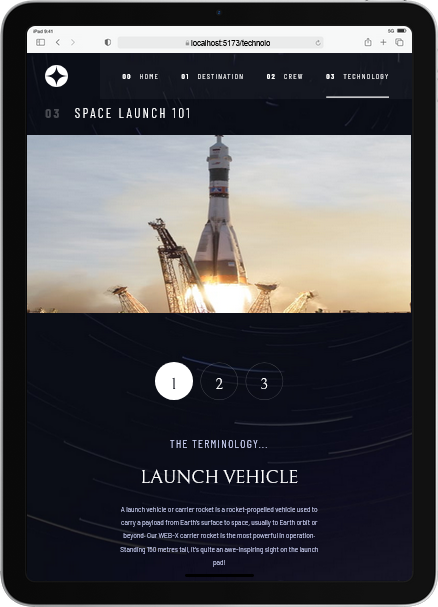 iPad 9:41
5G
localhost:5173/technolo
00 HOME 01 DESTINATION 02 CREW 03 TECHNOLOGY
03 SPACE LAUNCH 101
1 2 3
THE TERMINOLOGY...
LAUNCH VEHICLE
A launch vehicle or carrier rocket is a rocket-propelled vehicle used to
carry a payload from Earth's surface to space, usually to Earth orbit or
beyond. Our WEB-X carrier rocket is the most powerful in operation.
Standing 150 metres tall, it's quite an awe-inspiring sight on the launch
pad!